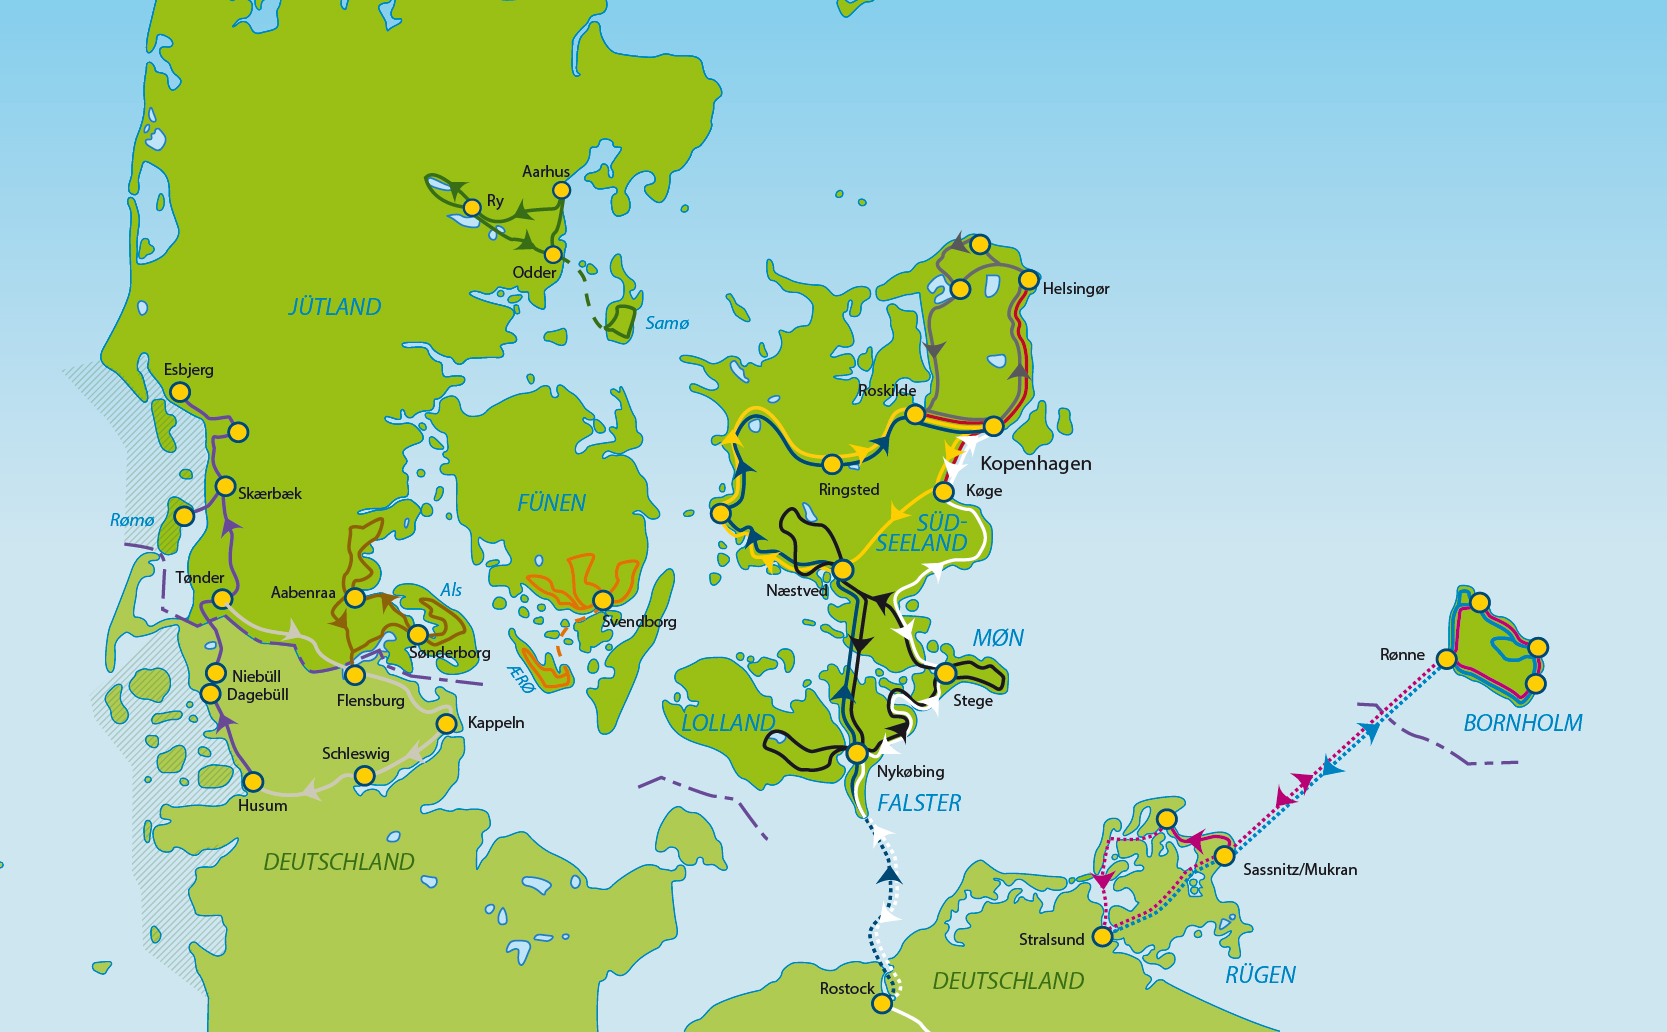 Aarhus
Ry
Odder
JÜTLAND
Samø
Helsingør
Esbjerg
Roskilde
Kopenhagen
Skærbæk
Ringsted
Køge
FÜNEN
Rømø
SÜD-
SEELAND
Tønder
Aabenraa
Als
Næstved
Svendborg
MØN
Sønderborg
Rønne
Niebüll
ÆRØ
Dagebüll
Flensburg
Stege
Kappeln
LOLLAND
BORNHOLM
Schleswig
Nykøbing
Husum
FALSTER
DEUTSCHLAND
Sassnitz/Mukran
Stralsund
RÜGEN
DEUTSCHLAND
Rostock